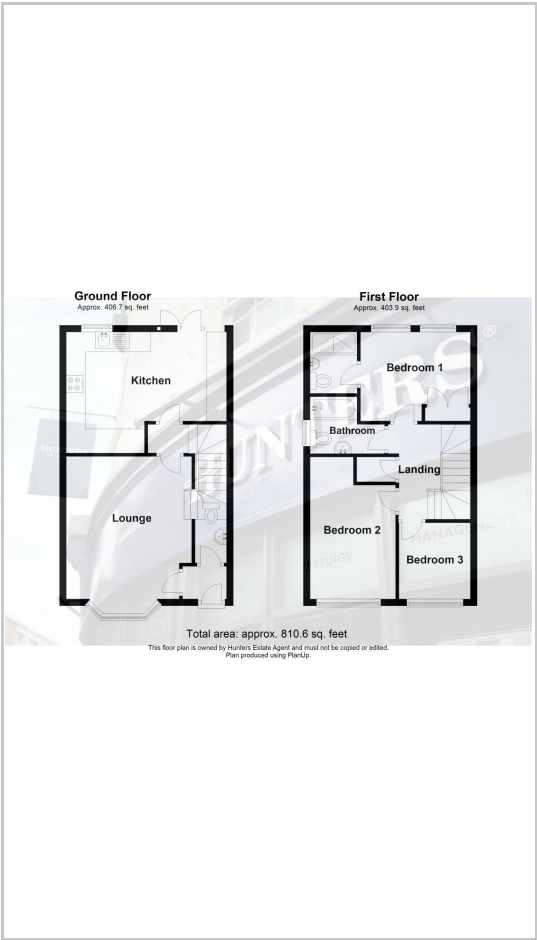 Ground Floor
Approx. 406.7 sq. feet
Kitchen
Lounge
First Floor
Approx. 403.9 sq. feet
Bedroom 1
Bathroom
Landing
Bedroom 2
Bedroom 3
HUNTERS®
MANAGEMENT
Total area: approx. 810.6 sq. feet
This floor plan is owned by Hunters Estate Agent and must not be copied or edited.
Plan produced using PlanUp.